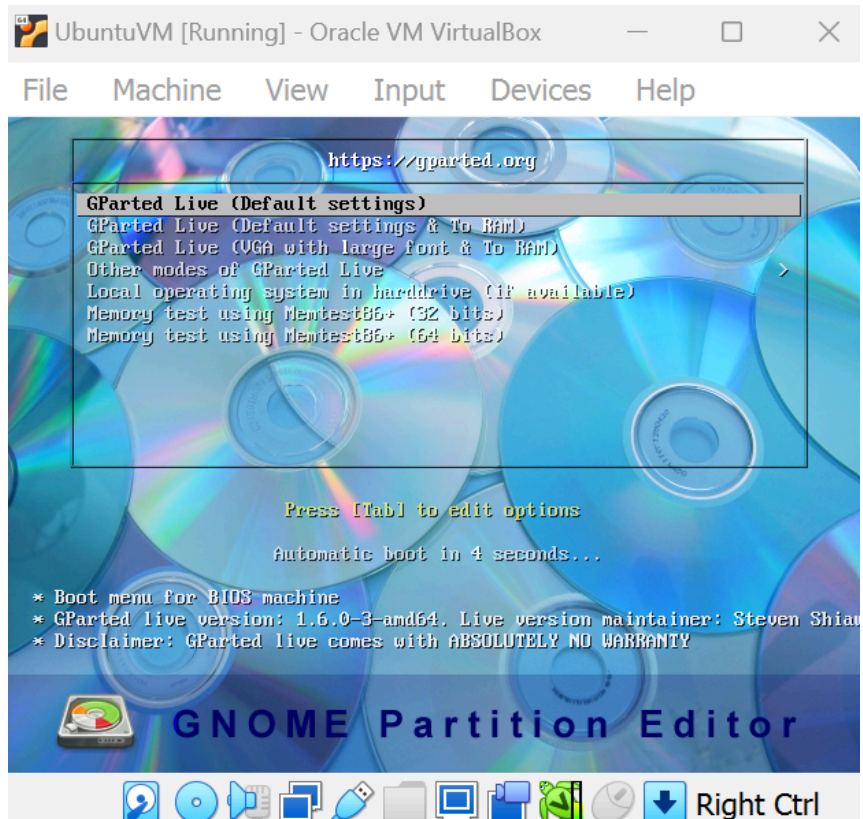 UbuntuVM [Running] - Oracle VM VirtualBox
File Machine View Input Devices Help
https://gparted.org
GParted Live (Default settings)
GParted Live (Default settings & To RAM)
GParted Live (VGA with large font & To RAM)
Other modes of GParted Live >
Local operating system in harddrive (if available)
Memory test using Memtest86+ (32 bits)
Memory test using Memtest86+ (64 bits)
Press [Tab] to edit options
Automatic boot in 4 seconds...
* Boot menu for BIOS machine
* GParted live version: 1.6.0-3-amd64. Live version maintainer: Steven Shiau
* Disclaimer: GParted live comes with ABSOLUTELY NO WARRANTY
GNOME Partition Editor
Right Ctrl